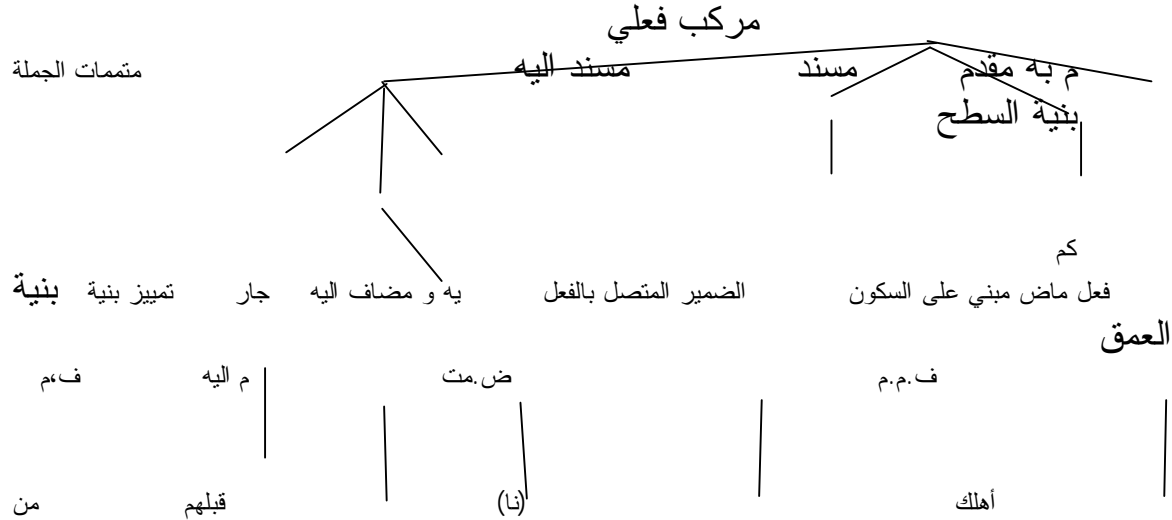 مركب فعلي
م به مقدم مسند مسند اليه متممات الجملة
بنية السطح
كم
فعل ماض مبني على السكون الضمير المتصل بالفعل يه و مضاف اليه جار تمييز بنية بنية
العمق
ف.م.م ض.مت م اليه ف،م
أهلك (نا) قبلهم من